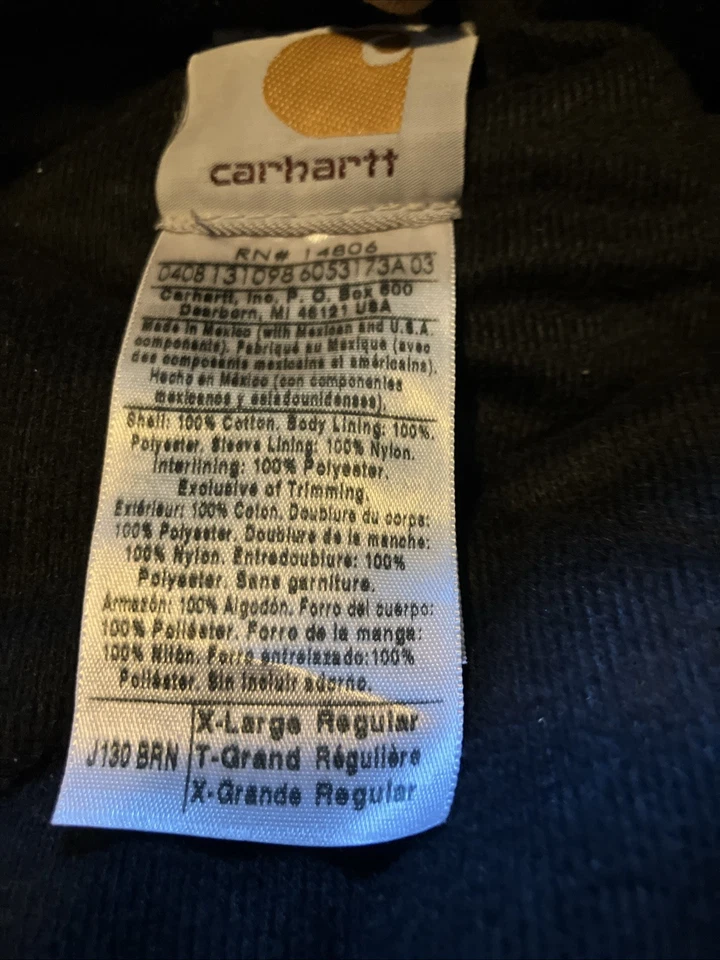 carhartt
RN# 14806
0408 131098 6053173A 03
Carhartt, Inc. P. O. Box 600
Dearborn, MI 48121 USA
Made in Mexico (with Mexican and U.S.A.
components). Fabriqué au Mexique (avec
des composants mexicains et américains).
Hecho en México (con componentes
mexicanos y estadounidenses).
Shell: 100% Cotton. Body Lining: 100%.
Polyester. Sleeve Lining: 100% Nylon.
Interlining: 100% Polyester.
Exclusive of Trimming.
Extérieur: 100% Coton. Doublure du corps:
100% Polyester. Doublure de la manche:
100% Nylon. Entredoublure: 100%
Polyester. Sans garniture.
Armazón: 100% Algodón. Forro del cuerpo:
100% Poliéster. Forro de la manga:
100% Nilón. Forro entrelazado:100%
Poliéster. Sin incluir adorno.
J130 BRN
X-Large Regular
T-Grand Régulière
X-Grande Regular